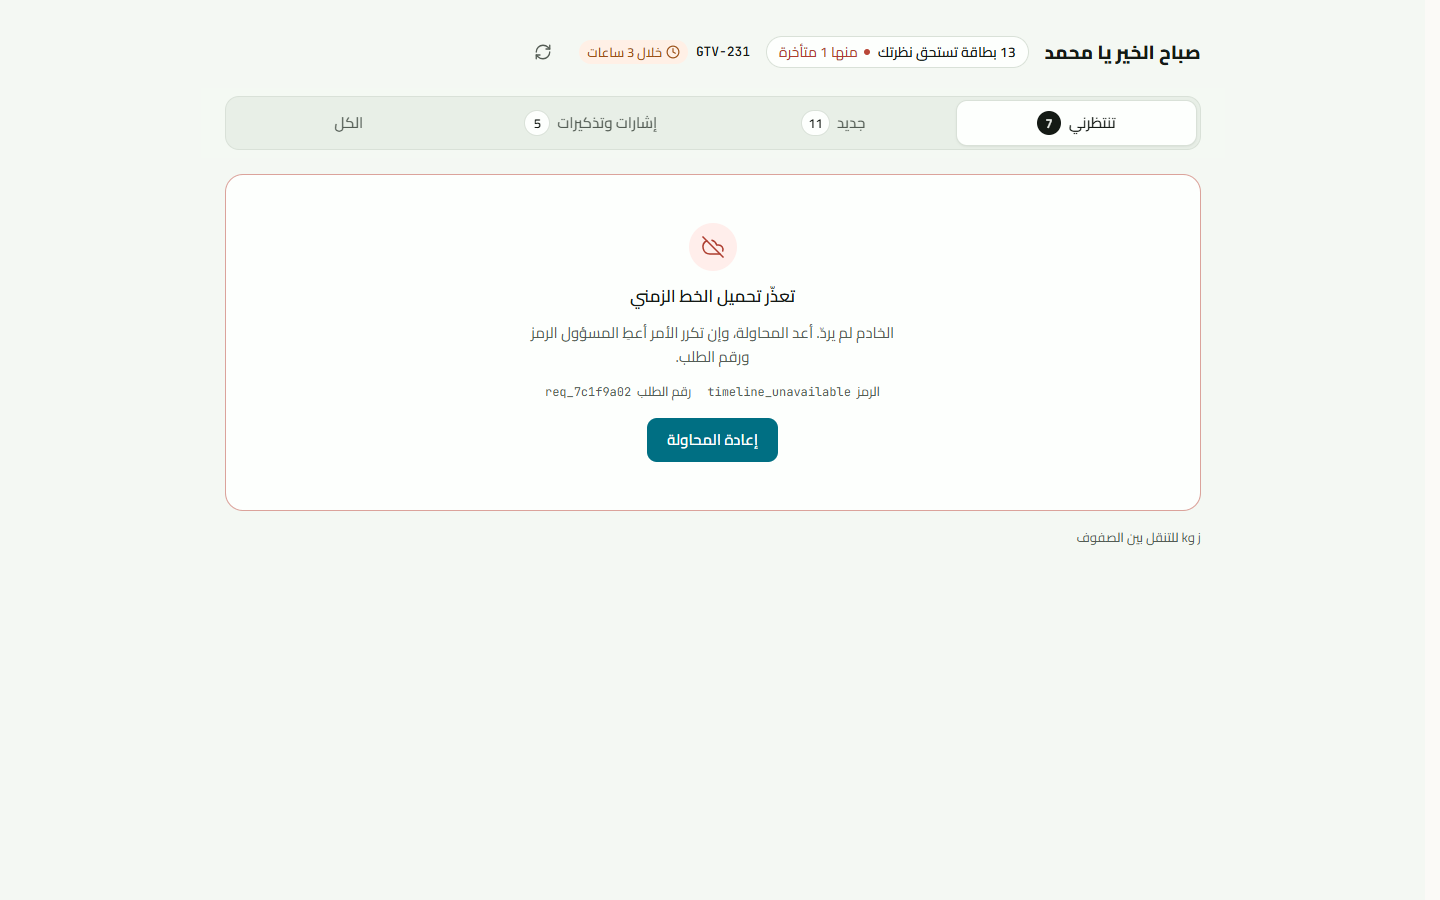 صباح الخير يا محمد 13 بطاقة تستحق نظرتك • منها 1 متأخرة GTV-231 خلال 3 ساعات
تنتظرني 7 جديد 11 إشارات وتذكيرات 5 الكل
تعذّر تحميل الخط الزمني
الخادم لم يردّ. أعد المحاولة، وإن تكرر الأمر أعطِ المسؤول الرمز
ورقم الطلب.
الرمز timeline_unavailable رقم الطلب req_7c1f9a02
إعادة المحاولة
j وk للتنقل بين الصفوف